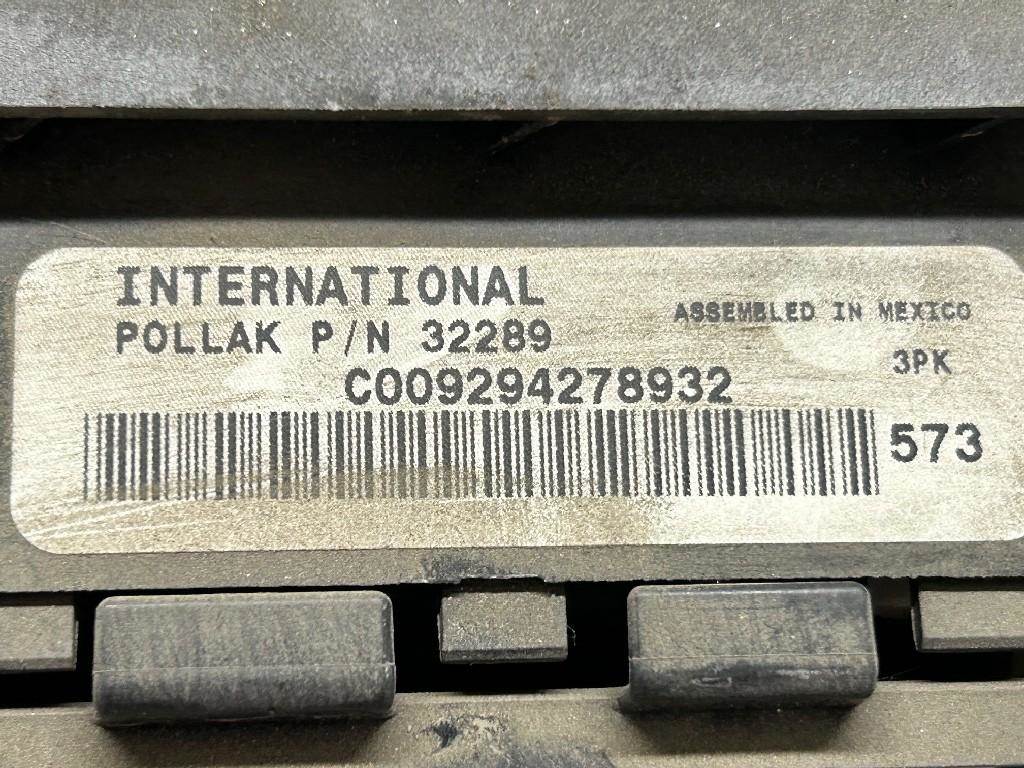 INTERNATIONAL
POLLAK P/N 32289
ASSEMBLED IN MEXICO
3PK
C009294278932
573